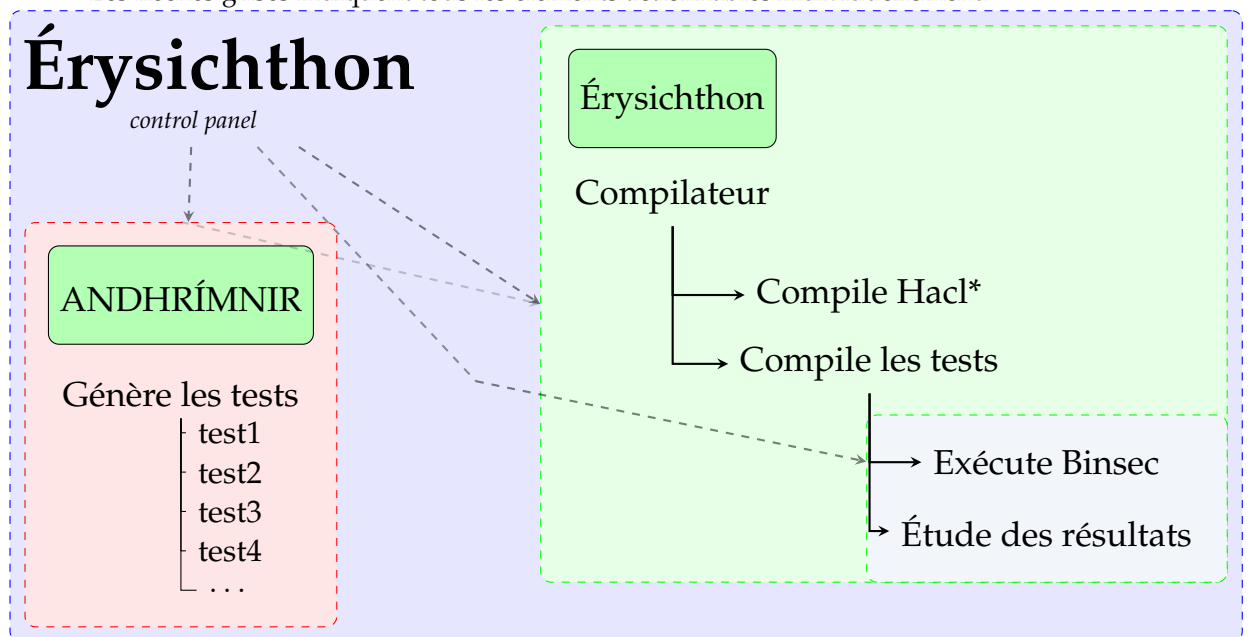 Érysichthon
control panel
ANDHRÍMNIR
Génère les tests
test1
test2
test3
test4
. . .
Érysichthon
Compilateur
Compile Hacl*
Compile les tests
Exécute Binsec
Étude des résultats